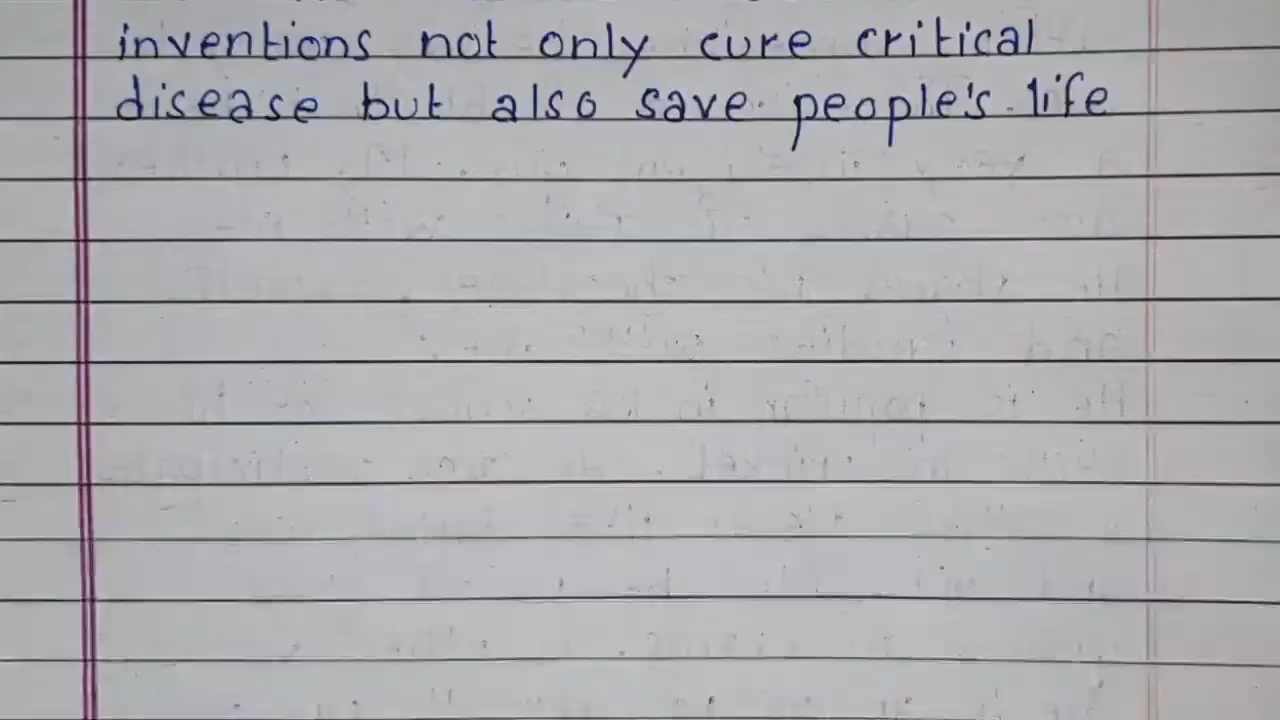 inventions not only cure critical
disease but also save people's life